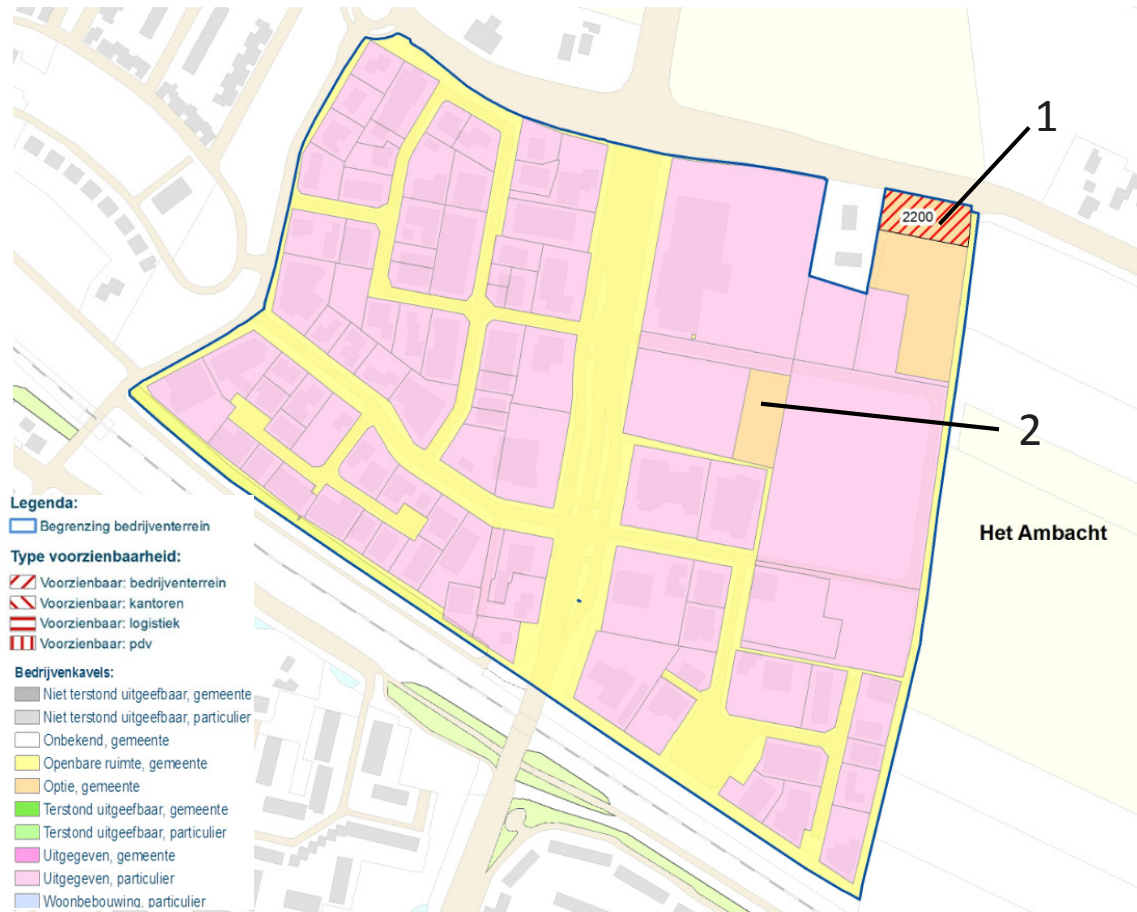 1
2200
2
Het Ambacht
Legenda:
Begrenzing bedrijventerrein
Type voorzienbaarheid:
Voorzienbaar: bedrijventerrein
Voorzienbaar: kantoren
Voorzienbaar: logistiek
Voorzienbaar: pdv
Bedrijvenkavels:
Niet terstond uitgeefbaar, gemeente
Niet terstond uitgeefbaar, particulier
Onbekend, gemeente
Openbare ruimte, gemeente
Optie, gemeente
Terstond uitgeefbaar, gemeente
Terstond uitgeefbaar, particulier
Uitgegeven, gemeente
Uitgegeven, particulier
Woonbebouwing, particulier